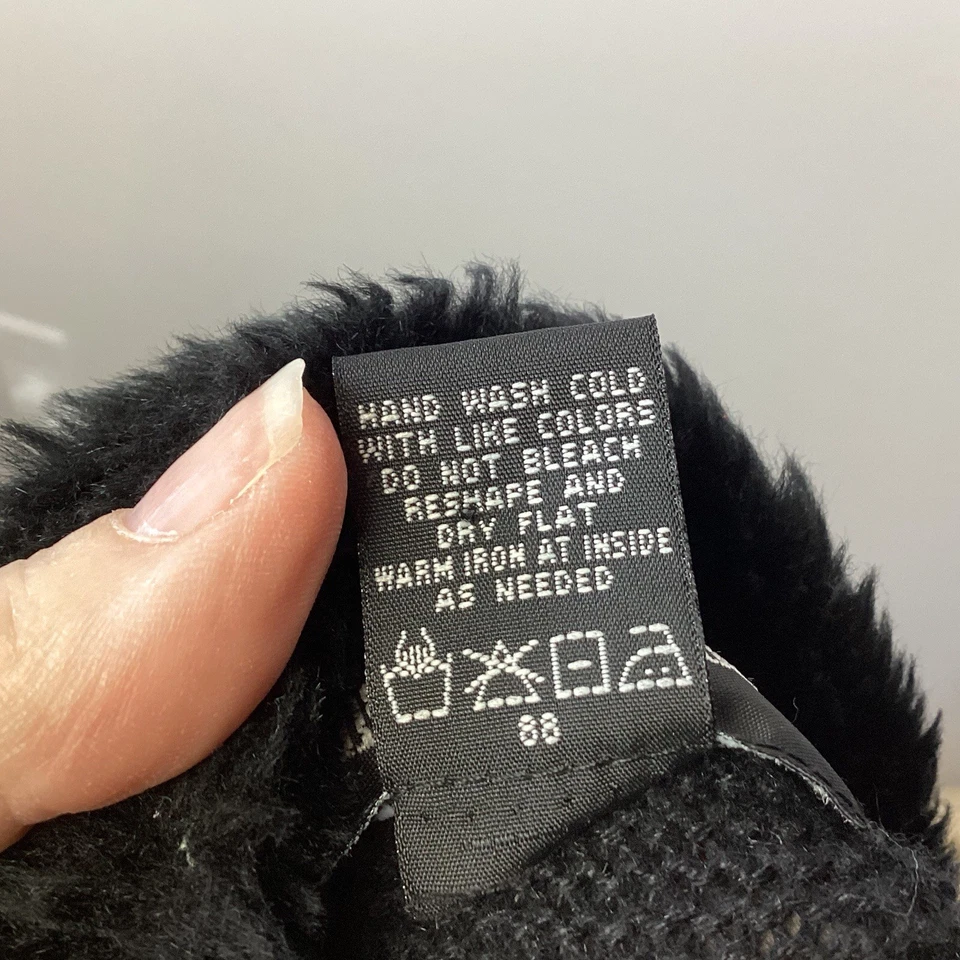 HAND WASH COLD
WITH LIKE COLORS
DO NOT BLEACH
RESHAPE AND
DRY FLAT
WARM IRON AT INSIDE
AS NEEDED
88